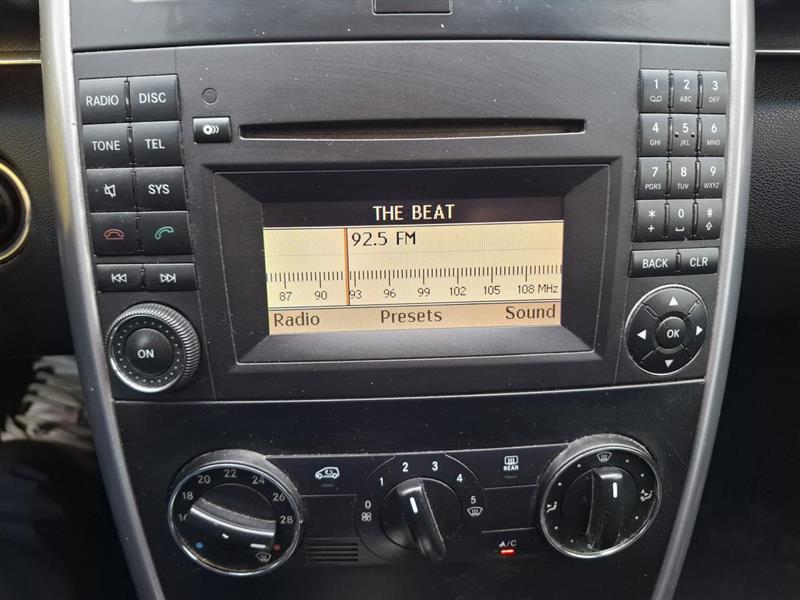 RADIO DISC
TONE TEL
SYS
ON
THE BEAT
92.5 FM
87 90 93 96 99 102 105 108 MHz
Radio Presets Sound
1 2 3
ABC DEF
4 5 6
GHI JKL MNO
7 8 9
PQRS TUV WXYZ
* 0 #
+
BACK CLR
OK
16 18 20 22 24 26 28
0 1 2 3 4 5
REAR
A/C